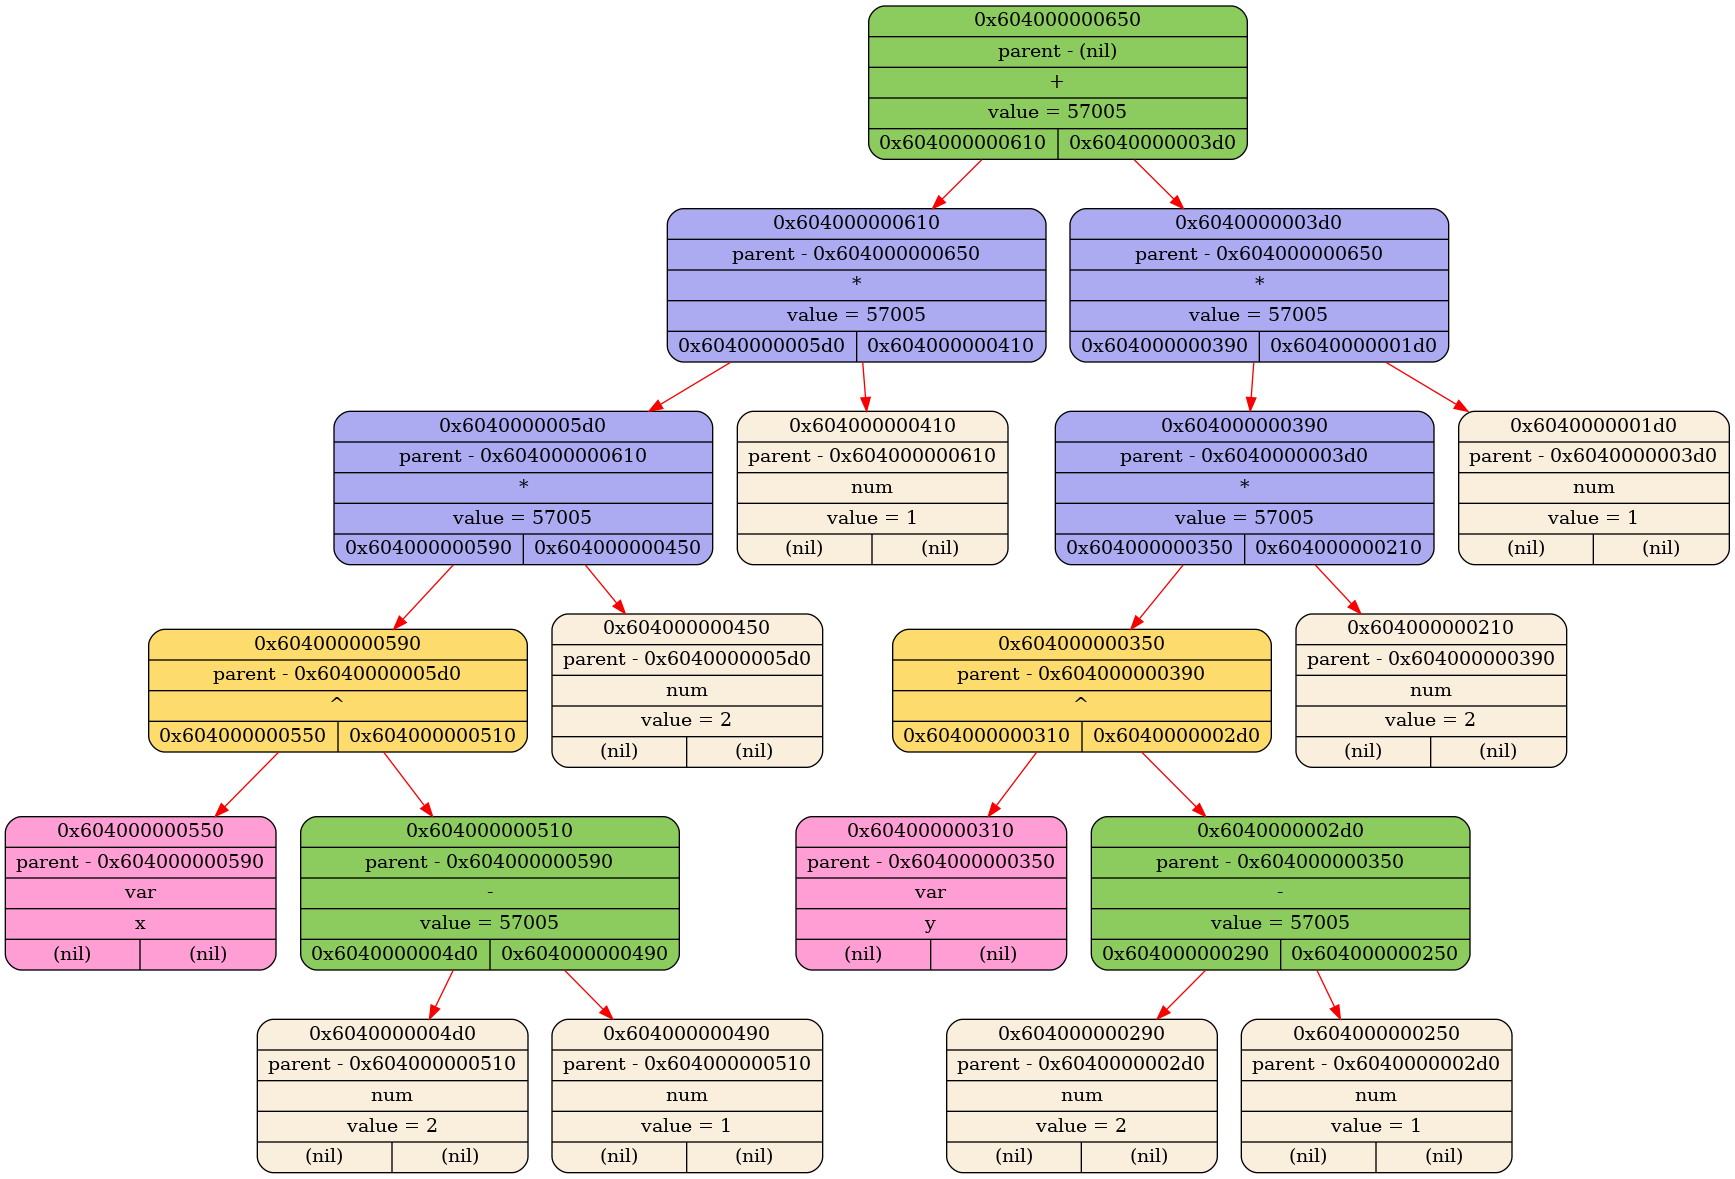 0x604000000650
parent - (nil)
+
value = 57005
0x604000000610 0x6040000003d0
0x604000000610
parent - 0x604000000650
*
value = 57005
0x6040000005d0 0x604000000410
0x6040000003d0
parent - 0x604000000650
*
value = 57005
0x604000000390 0x6040000001d0
0x6040000005d0
parent - 0x604000000610
*
value = 57005
0x604000000590 0x604000000450
0x604000000410
parent - 0x604000000610
num
value = 1
(nil) (nil)
0x604000000390
parent - 0x6040000003d0
*
value = 57005
0x604000000350 0x604000000210
0x6040000001d0
parent - 0x6040000003d0
num
value = 1
(nil) (nil)
0x604000000590
parent - 0x6040000005d0
^
0x604000000550 0x604000000510
0x604000000450
parent - 0x6040000005d0
num
value = 2
(nil) (nil)
0x604000000350
parent - 0x604000000390
^
0x604000000310 0x6040000002d0
0x604000000210
parent - 0x604000000390
num
value = 2
(nil) (nil)
0x604000000550
parent - 0x604000000590
var
x
(nil) (nil)
0x604000000510
parent - 0x604000000590
-
value = 57005
0x6040000004d0 0x604000000490
0x604000000310
parent - 0x604000000350
var
y
(nil) (nil)
0x6040000002d0
parent - 0x604000000350
-
value = 57005
0x604000000290 0x604000000250
0x6040000004d0
parent - 0x604000000510
num
value = 2
(nil) (nil)
0x604000000490
parent - 0x604000000510
num
value = 1
(nil) (nil)
0x604000000290
parent - 0x6040000002d0
num
value = 2
(nil) (nil)
0x604000000250
parent - 0x6040000002d0
num
value = 1
(nil) (nil)